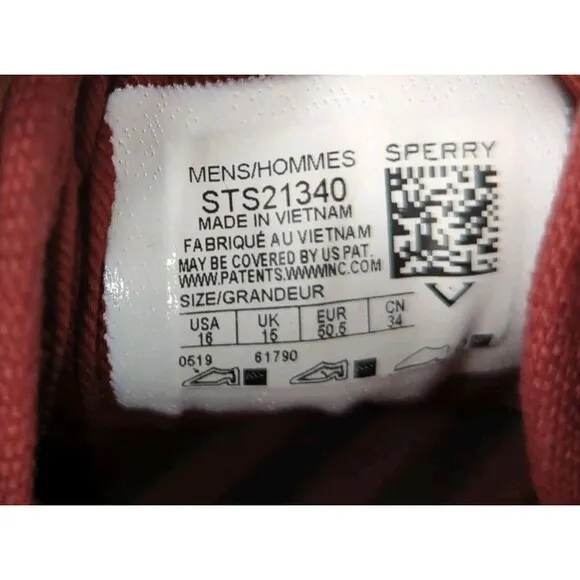 MENS/HOMMES
SPERRY
STS21340
MADE IN VIETNAM
FABRIQUÉ AU VIETNAM
MAY BE COVERED BY US PAT.
WWW.PATENTS.WWWINC.COM
SIZE/GRANDEUR
USA UK EUR CN
16 15 50.5 34
0519 61790